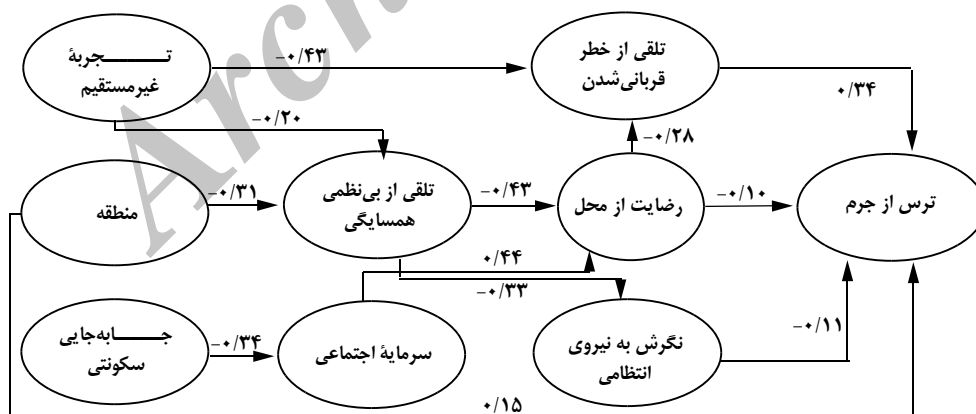 تـــــــجربهٔ
غیرمستقیم
-۰/۴۳
تلقی از خطر
قربانی‌شدن
۰/۳۴
-۰/۲۰
-۰/۲۸
منطقه
-۰/۳۱
تلقی از بی‌نظمی
همسایگی
-۰/۴۳
رضایت از محل
-۰/۱۰
ترس از جرم
۰/۴۴
-۰/۳۳
جـــــابه‌جایی
سکونتی
-۰/۳۴
سرمایهٔ اجتماعی
نگرش به نیروی
انتظامی
-۰/۱۱
۰/۱۵